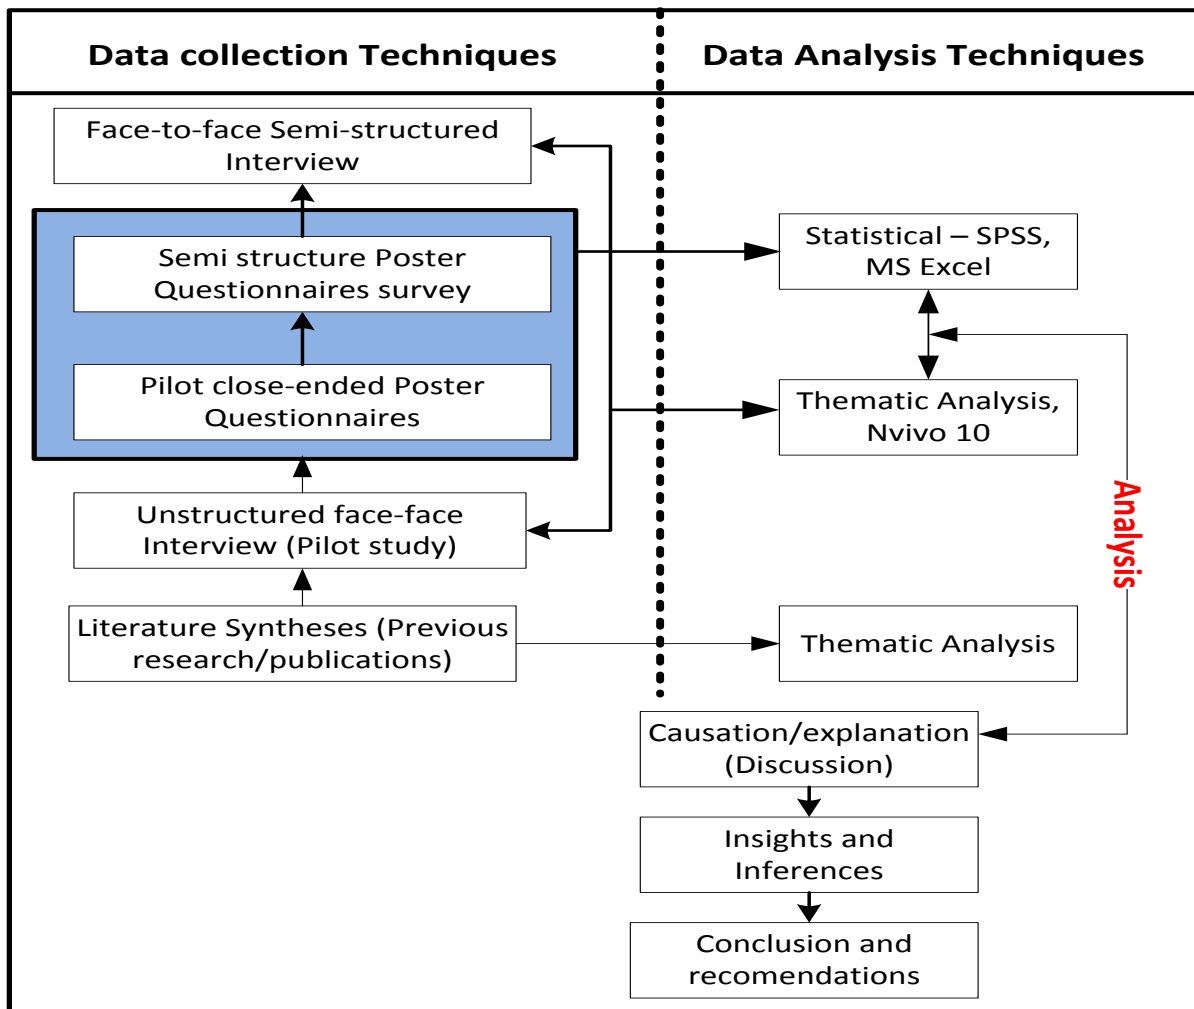 Data collection Techniques
Data Analysis Techniques
Face-to-face Semi-structured
Interview
Semi structure Poster
Questionnaires survey
Pilot close-ended Poster
Questionnaires
Unstructured face-face
Interview (Pilot study)
Literature Syntheses (Previous
research/publications)
Statistical – SPSS,
MS Excel
Thematic Analysis,
Nvivo 10
Analysis
Thematic Analysis
Causation/explanation
(Discussion)
Insights and
Inferences
Conclusion and
recomendations